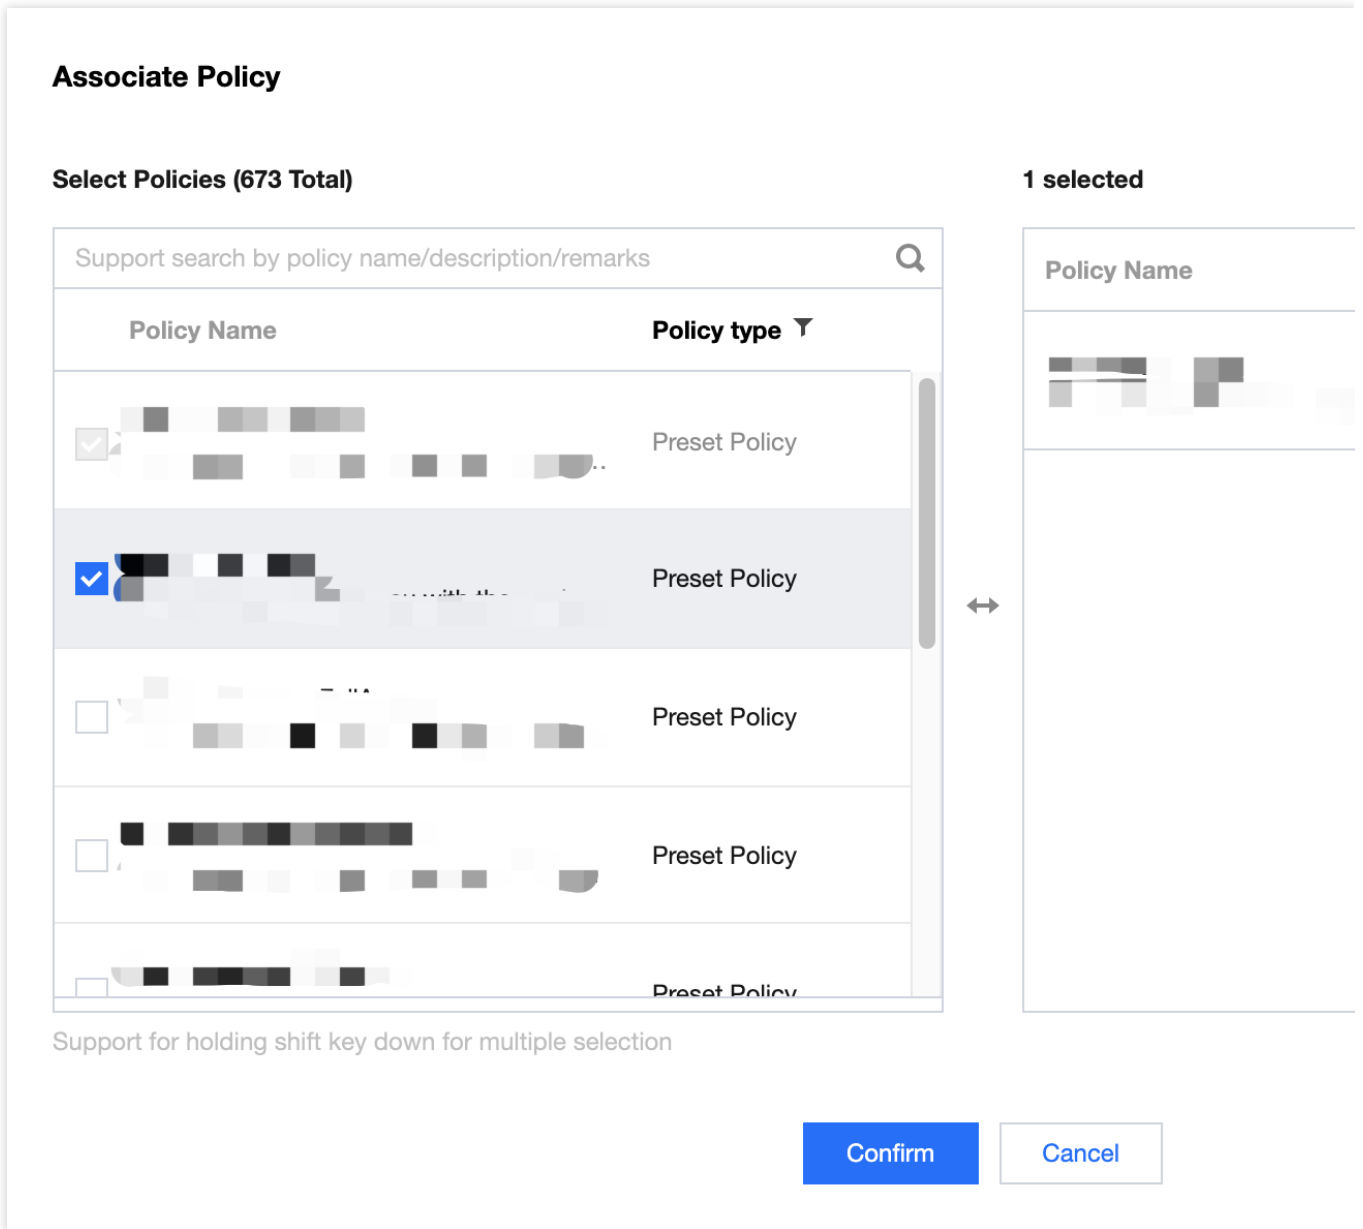 Associate Policy
Select Policies (673 Total)
1 selected
Support search by policy name/description/remarks
Policy Name
Policy type
Policy Name
Preset Policy
Preset Policy
Preset Policy
Preset Policy
Preset Policy
Support for holding shift key down for multiple selection
Confirm
Cancel